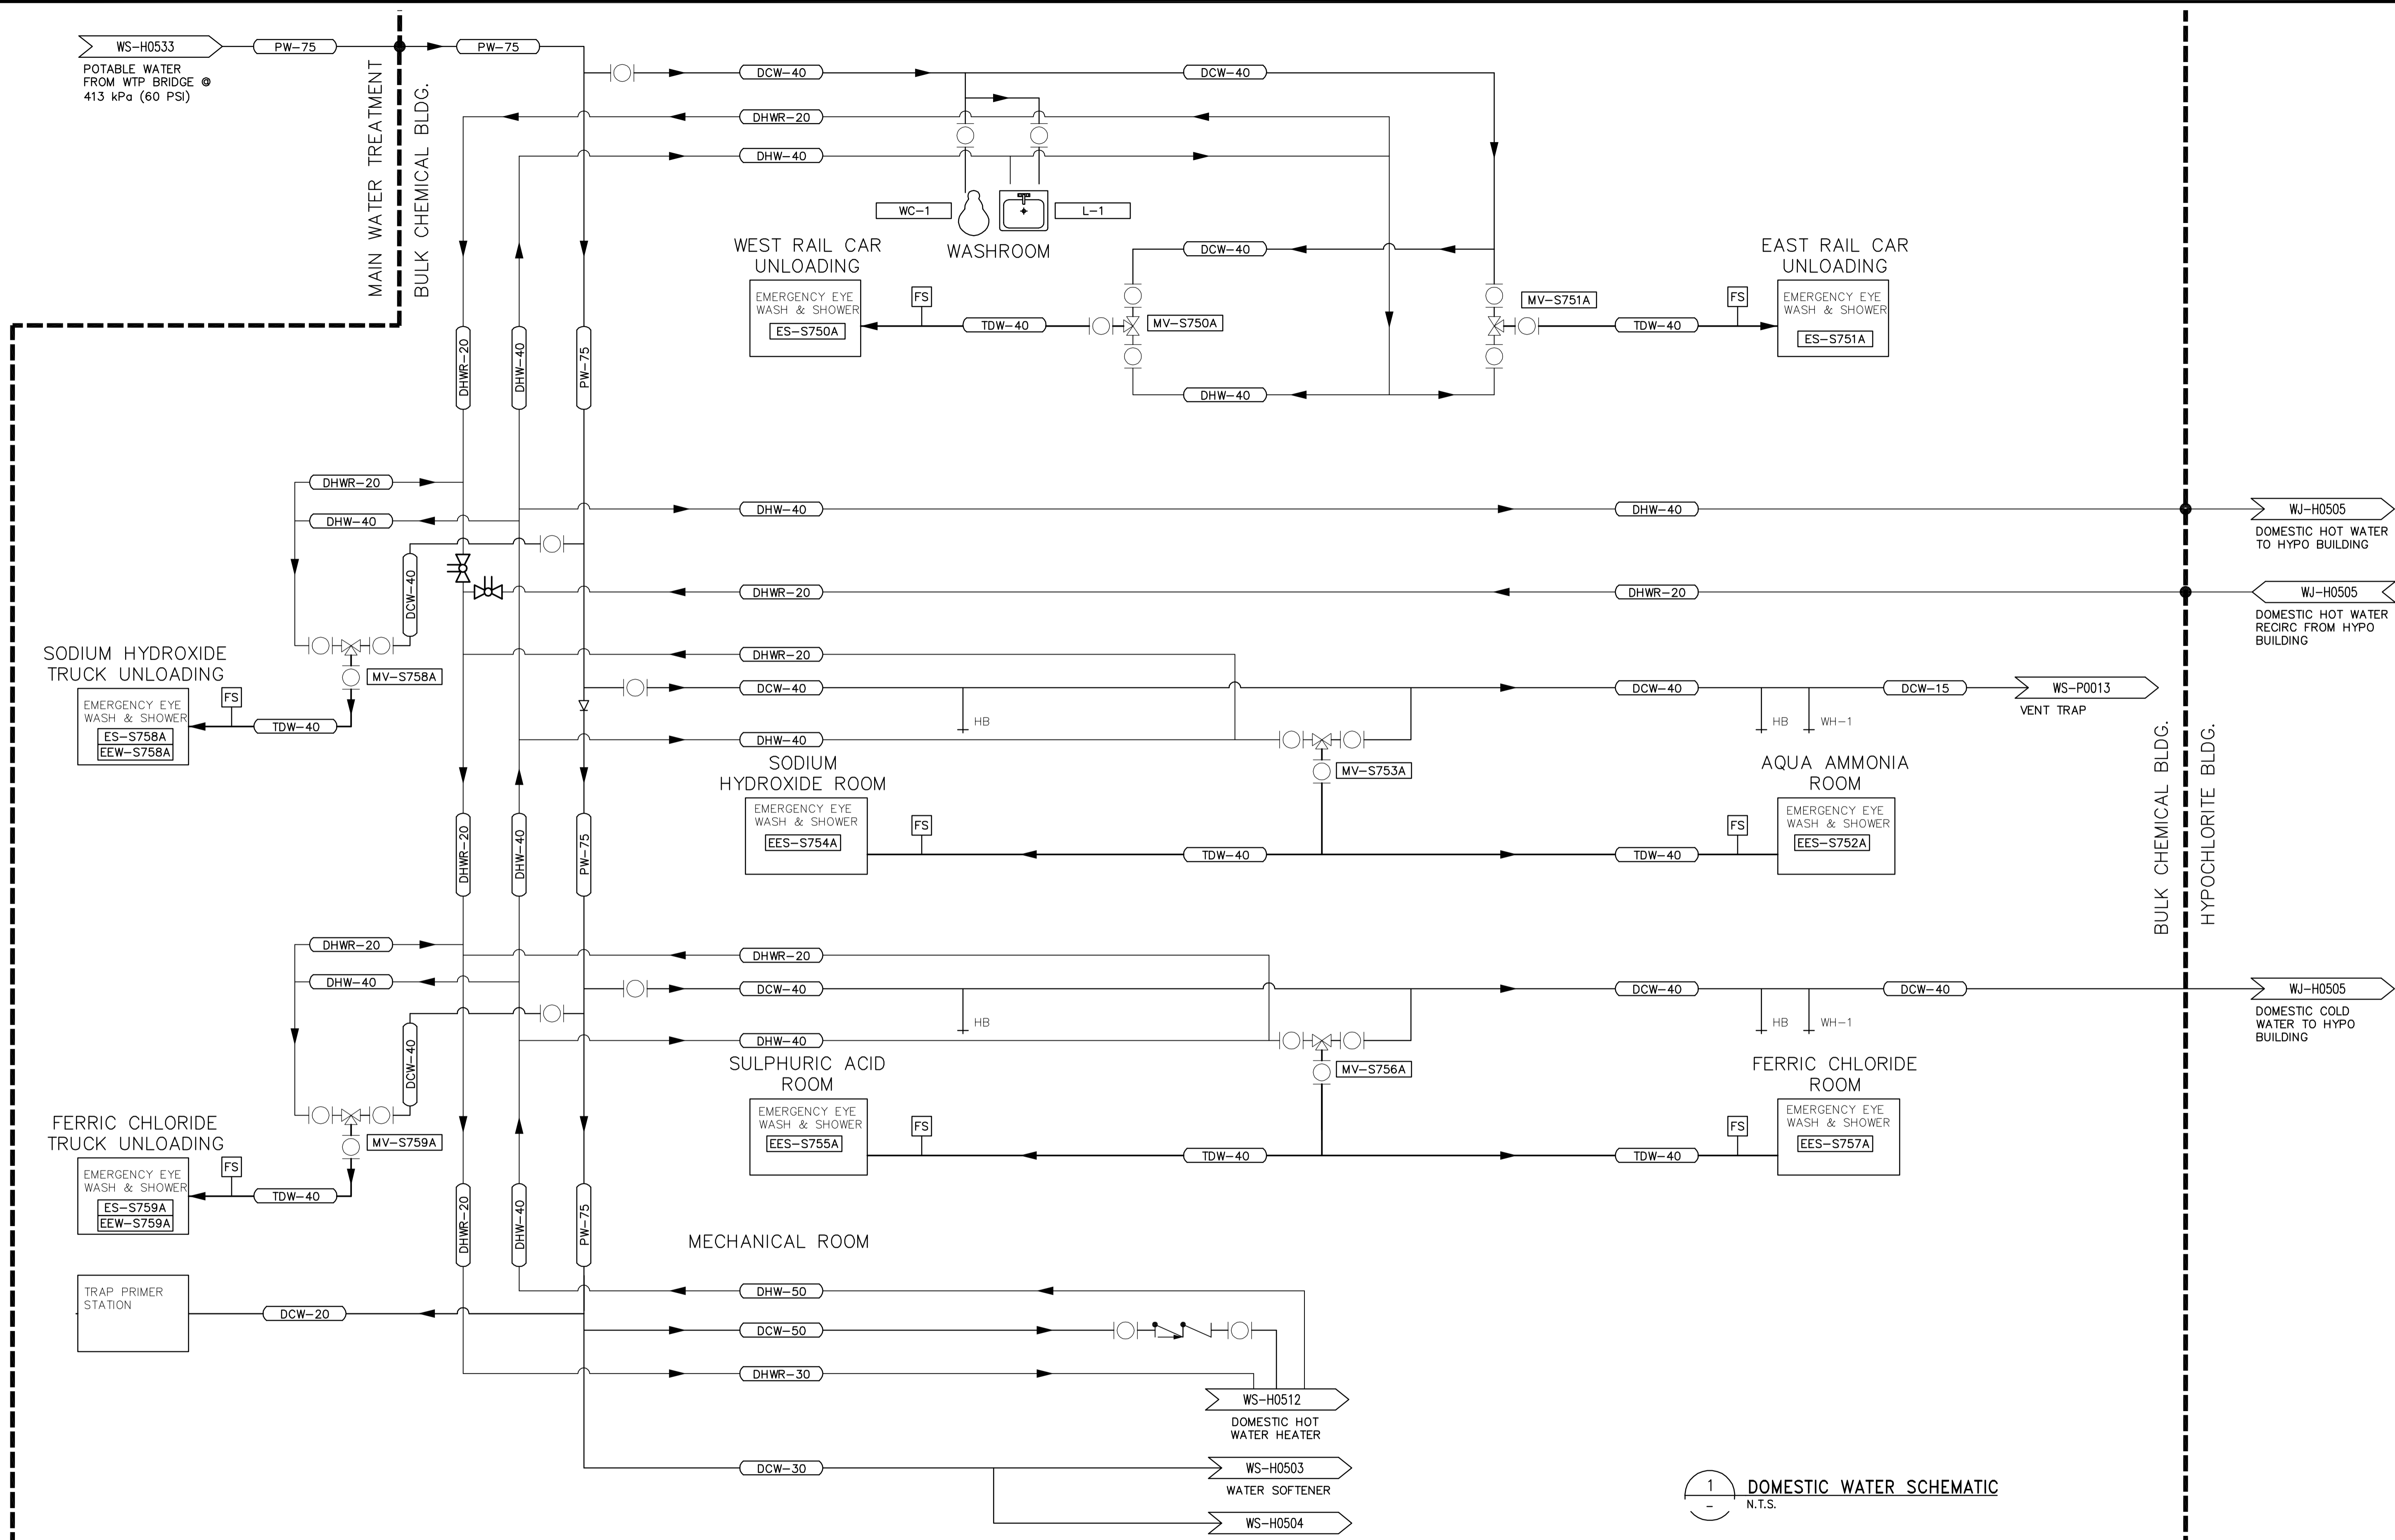 WS-H0533
PW-75
PW-75
POTABLE WATER
FROM WTP BRIDGE @
413 kPa (60 PSI)
MAIN WATER TREATMENT
BULK CHEMICAL BLDG.
DCW-40
DCW-40
DHWR-20
DHW-40
WC-1
L-1
WASHROOM
WEST RAIL CAR
UNLOADING
EMERGENCY EYE
WASH & SHOWER
ES-S750A
FS
TDW-40
MV-S750A
DCW-40
DHW-40
MV-S751A
TDW-40
FS
EAST RAIL CAR
UNLOADING
EMERGENCY EYE
WASH & SHOWER
ES-S751A
DHWR-20
DHW-40
PW-75
DHWR-20
DHW-40
DCW-40
DHW-40
DHW-40
WJ-H0505
DOMESTIC HOT WATER
TO HYPO BUILDING
DHWR-20
DHWR-20
WJ-H0505
DOMESTIC HOT WATER
RECIRC FROM HYPO
BUILDING
SODIUM HYDROXIDE
TRUCK UNLOADING
MV-S758A
EMERGENCY EYE
WASH & SHOWER
ES-S758A
EEW-S758A
FS
TDW-40
DHWR-20
DCW-40
DCW-40
DCW-15
WS-P0013
VENT TRAP
HB
HB
WH-1
DHW-40
MV-S753A
SODIUM
HYDROXIDE ROOM
EMERGENCY EYE
WASH & SHOWER
EES-S754A
FS
TDW-40
TDW-40
FS
AQUA AMMONIA
ROOM
EMERGENCY EYE
WASH & SHOWER
EES-S752A
BULK CHEMICAL BLDG.
HYPOCHLORITE BLDG.
DHWR-20
DHW-40
PW-75
DHWR-20
DHW-40
DCW-40
DHWR-20
DCW-40
DCW-40
DCW-40
WJ-H0505
DOMESTIC COLD
WATER TO HYPO
BUILDING
HB
HB
WH-1
DHW-40
MV-S756A
SULPHURIC ACID
ROOM
EMERGENCY EYE
WASH & SHOWER
EES-S755A
FS
TDW-40
TDW-40
FS
FERRIC CHLORIDE
ROOM
EMERGENCY EYE
WASH & SHOWER
EES-S757A
FERRIC CHLORIDE
TRUCK UNLOADING
MV-S759A
EMERGENCY EYE
WASH & SHOWER
ES-S759A
EEW-S759A
FS
TDW-40
DHWR-20
DHW-40
PW-75
MECHANICAL ROOM
TRAP PRIMER
STATION
DCW-20
DHW-50
DCW-50
DHWR-30
WS-H0512
DOMESTIC HOT
WATER HEATER
DCW-30
WS-H0503
WATER SOFTENER
WS-H0504
1
-
DOMESTIC WATER SCHEMATIC
N.T.S.